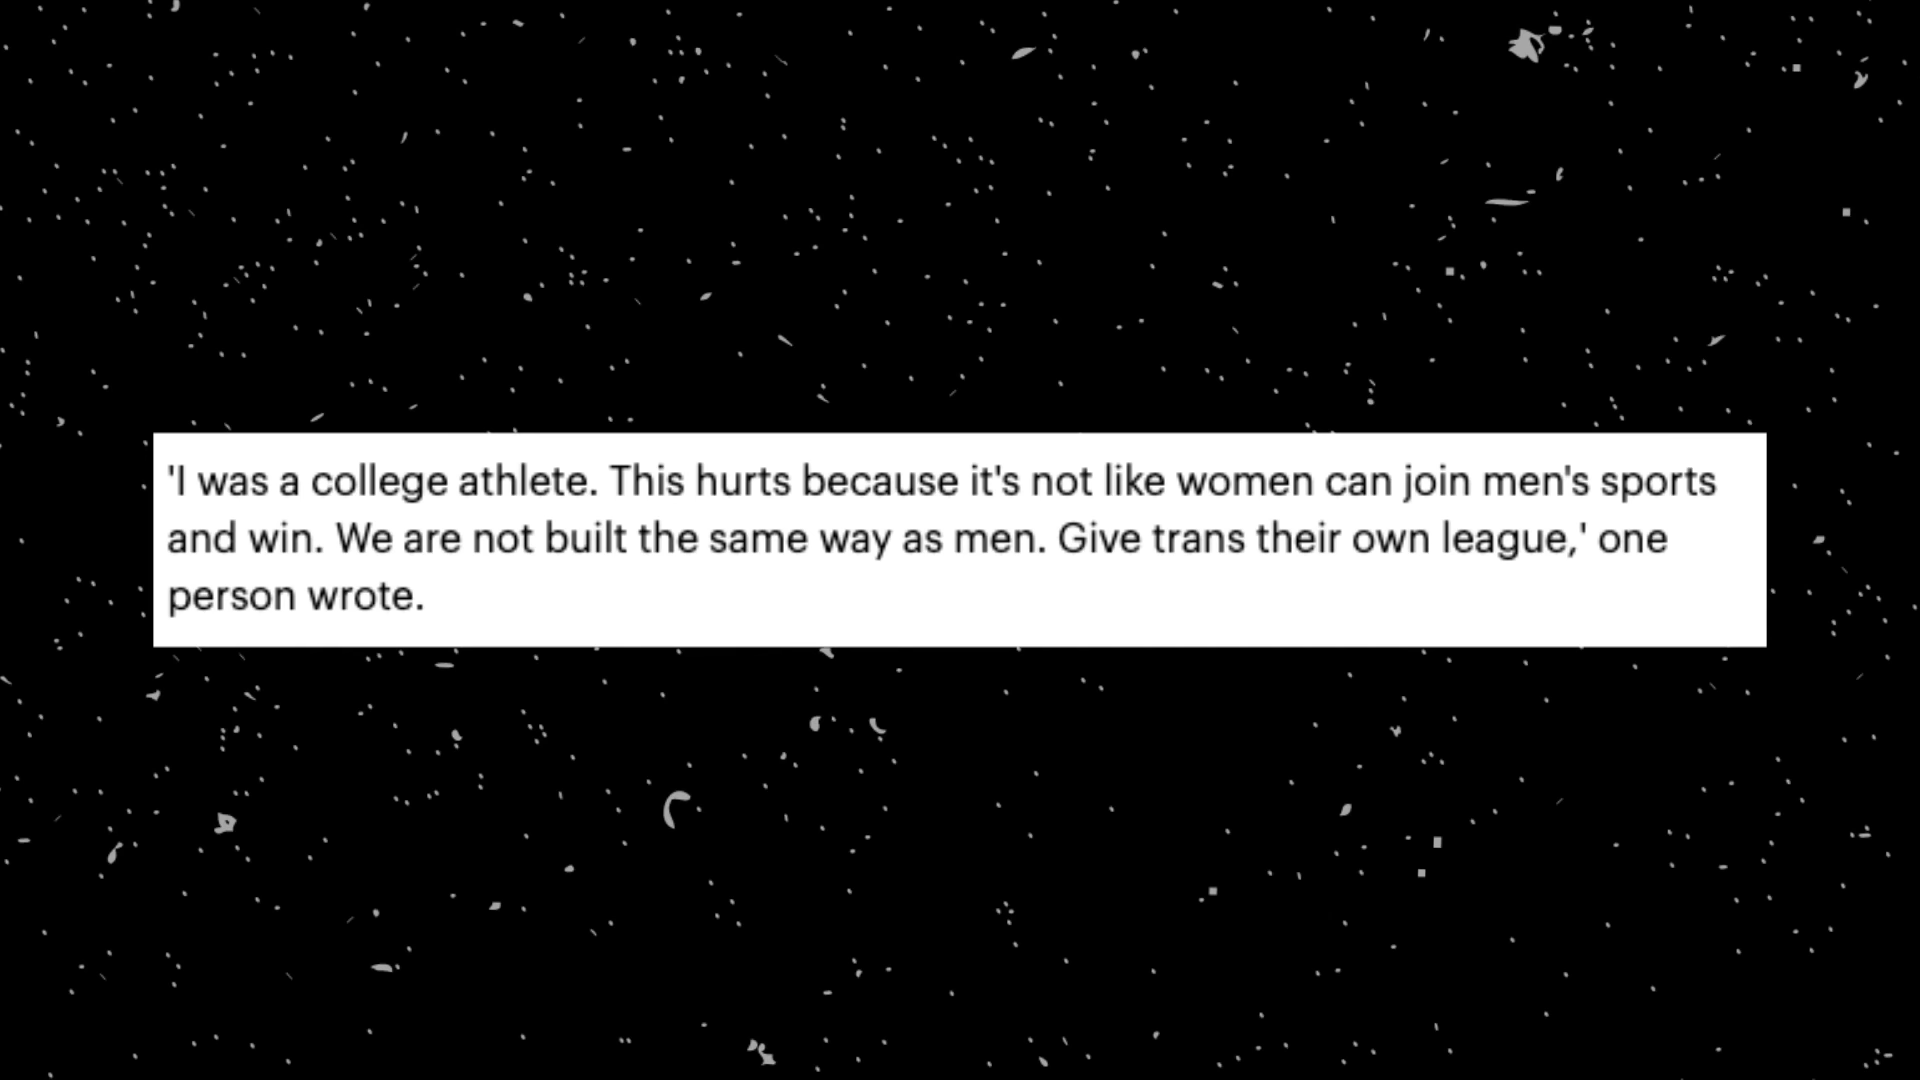 'I was a college athlete. This hurts because it's not like women can join men's sports
and win. We are not built the same way as men. Give trans their own league,' one
person wrote.